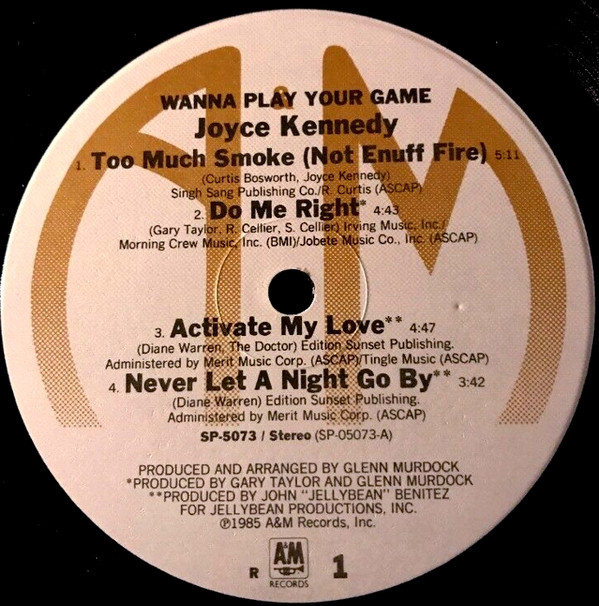 WANNA PLAY YOUR GAME
Joyce Kennedy
1. Too Much Smoke (Not Enuff Fire) 5:11
(Curtis Bosworth, Joyce Kennedy)
Singh Sang Publishing Co./R. Curtis (ASCAP)
2. Do Me Right* 4:43
(Gary Taylor, R. Cellier, S. Cellier) Irving Music, Inc./
Morning Crew Music, Inc. (BMI)/Jobete Music Co., Inc. (ASCAP)
3. Activate My Love** 4:47
(Diane Warren, The Doctor) Edition Sunset Publishing.
Administered by Merit Music Corp. (ASCAP)/Tingle Music (ASCAP)
4. Never Let A Night Go By** 3:42
(Diane Warren) Edition Sunset Publishing.
Administered by Merit Music Corp. (ASCAP)
SP-5073 / Stereo (SP-05073-A)
PRODUCED AND ARRANGED BY GLENN MURDOCK
*PRODUCED BY GARY TAYLOR AND GLENN MURDOCK
**PRODUCED BY JOHN "JELLYBEAN" BENITEZ
FOR JELLYBEAN PRODUCTIONS, INC.
℗1985 A&M Records, Inc.
R A&M 1
RECORDS